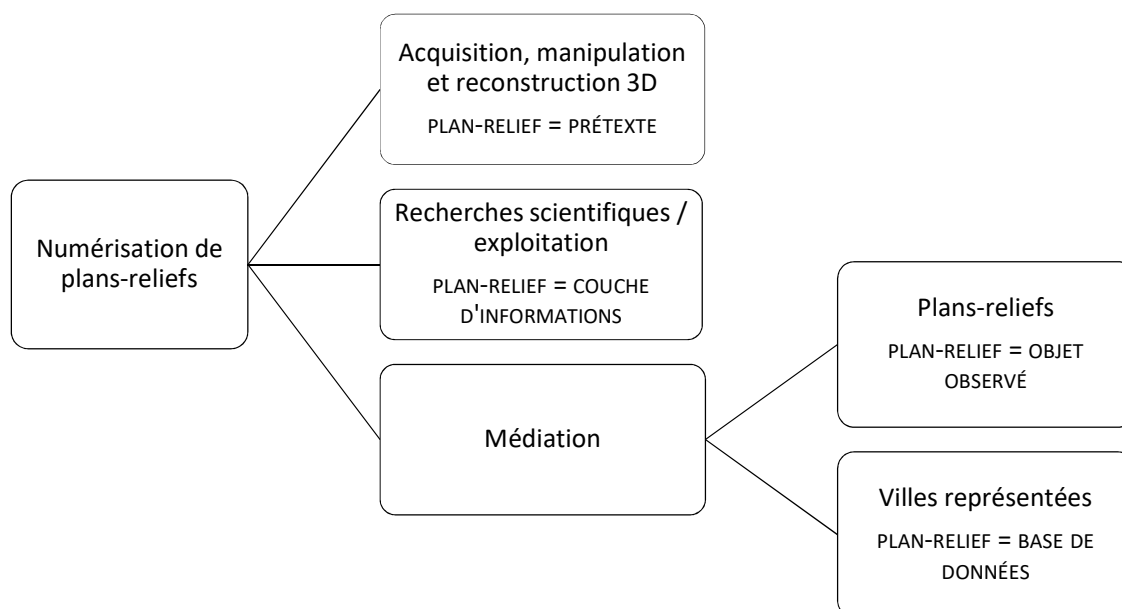 Acquisition, manipulation
et reconstruction 3D
PLAN-RELIEF = PRÉTEXTE
Numérisation de
plans-reliefs
Recherches scientifiques /
exploitation
PLAN-RELIEF = COUCHE
D'INFORMATIONS
Médiation
Plans-reliefs
PLAN-RELIEF = OBJET
OBSERVÉ
Villes représentées
PLAN-RELIEF = BASE DE
DONNÉES